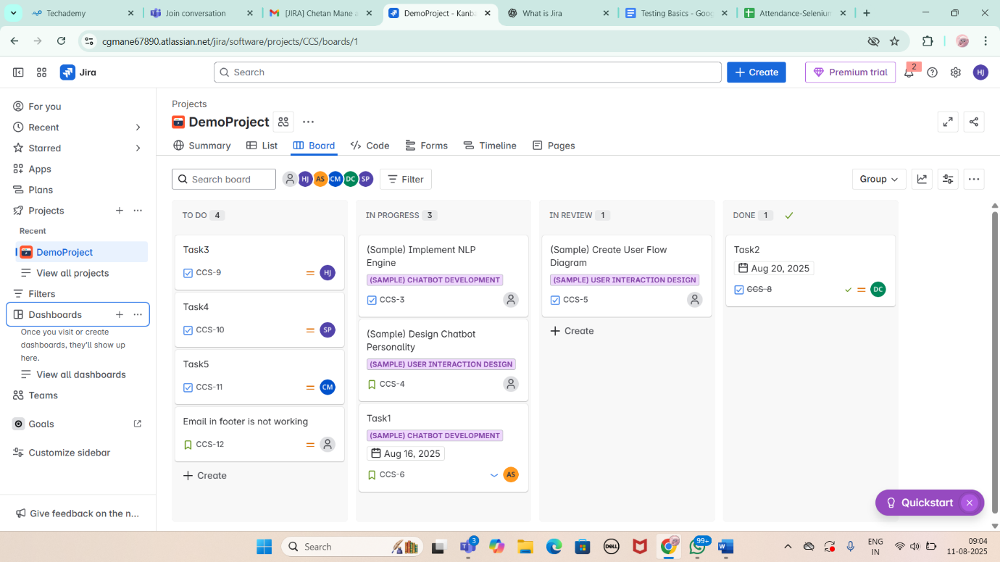 Techademy
Join conversation
[JIRA] Chetan Mane a
DemoProject - Kanba
What is Jira
Testing Basics - Goog
Attendance-Selenium
cgmane67890.atlassian.net/jira/software/projects/CCS/boards/1
Jira
Search
Create
Premium trial
2
HJ
For you
Recent
Starred
Apps
Plans
Projects
Recent
DemoProject
View all projects
Filters
Dashboards
Once you visit or create
dashboards, they'll show up
here.
View all dashboards
Teams
Goals
Customize sidebar
Give feedback on the n...
Projects
DemoProject
Summary
List
Board
Code
Forms
Timeline
Pages
Search board
HJ
AS
CM
DC
SP
Filter
Group
TO DO 4
Task3
CCS-9
HJ
Task4
CCS-10
SP
Task5
CCS-11
CM
Email in footer is not working
CCS-12
Create
IN PROGRESS 3
(Sample) Implement NLP
Engine
(SAMPLE) CHATBOT DEVELOPMENT
CCS-3
(Sample) Design Chatbot
Personality
(SAMPLE) USER INTERACTION DESIGN
CCS-4
Task1
(SAMPLE) CHATBOT DEVELOPMENT
Aug 16, 2025
CCS-6
AS
IN REVIEW 1
(Sample) Create User Flow
Diagram
(SAMPLE) USER INTERACTION DESIGN
CCS-5
Create
DONE 1
Task2
Aug 20, 2025
CCS-8
DC
Quickstart
Search
3
DELL
99+
ENG
IN
09:04
11-08-2025